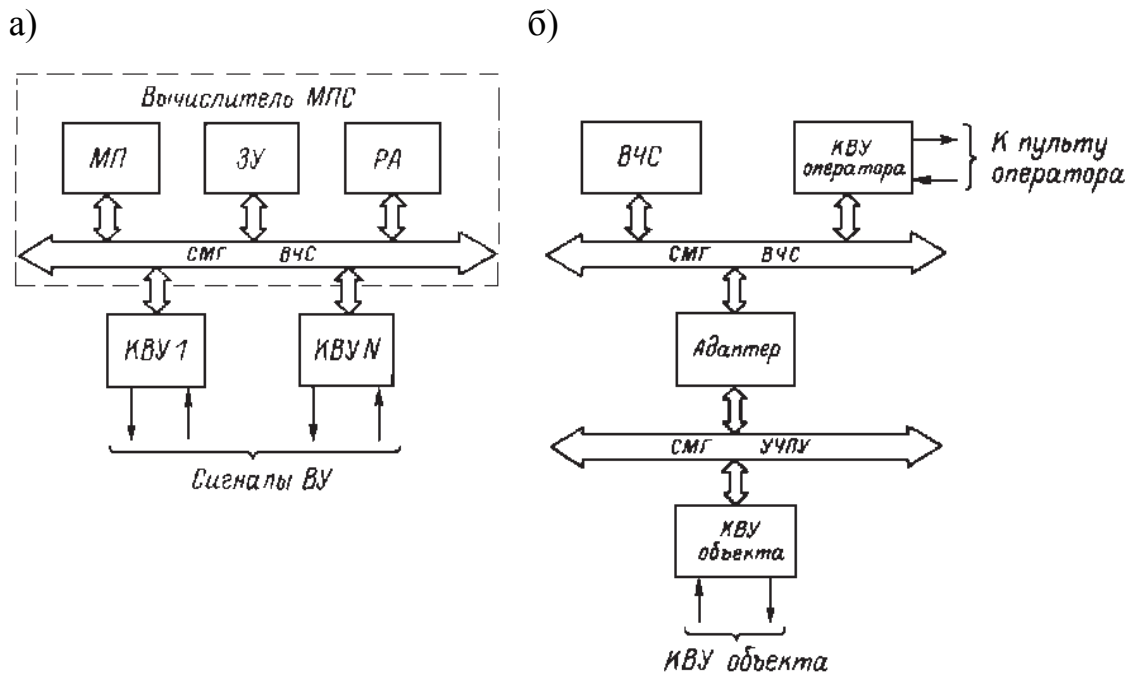 а)
б)
Вычислитель МПС
МП
ЗУ
РА
СМГ ВЧС
КВУ 1
КВУ N
Сигналы ВУ
ВЧС
КВУ
оператора
К пульту
оператора
СМГ ВЧС
Адаптер
СМГ УЧПУ
КВУ
объекта
КВУ объекта